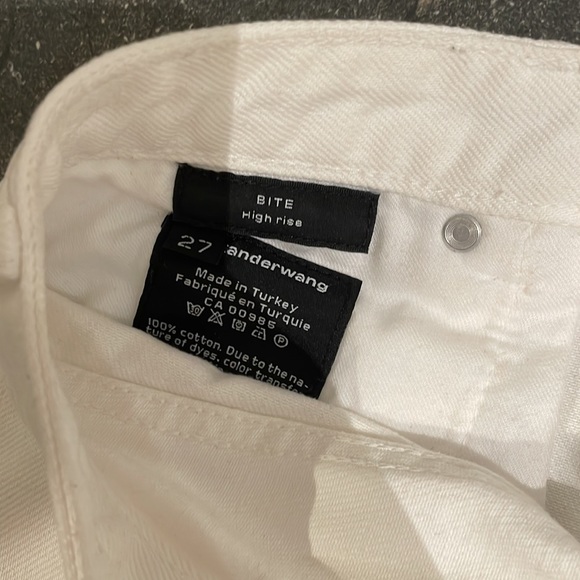 BITE
High rise
27
anderwang
Made in Turkey
Fabriqué en Turquie
CA 00985
100% cotton. Due to the na-
ture of dyes, color transfer